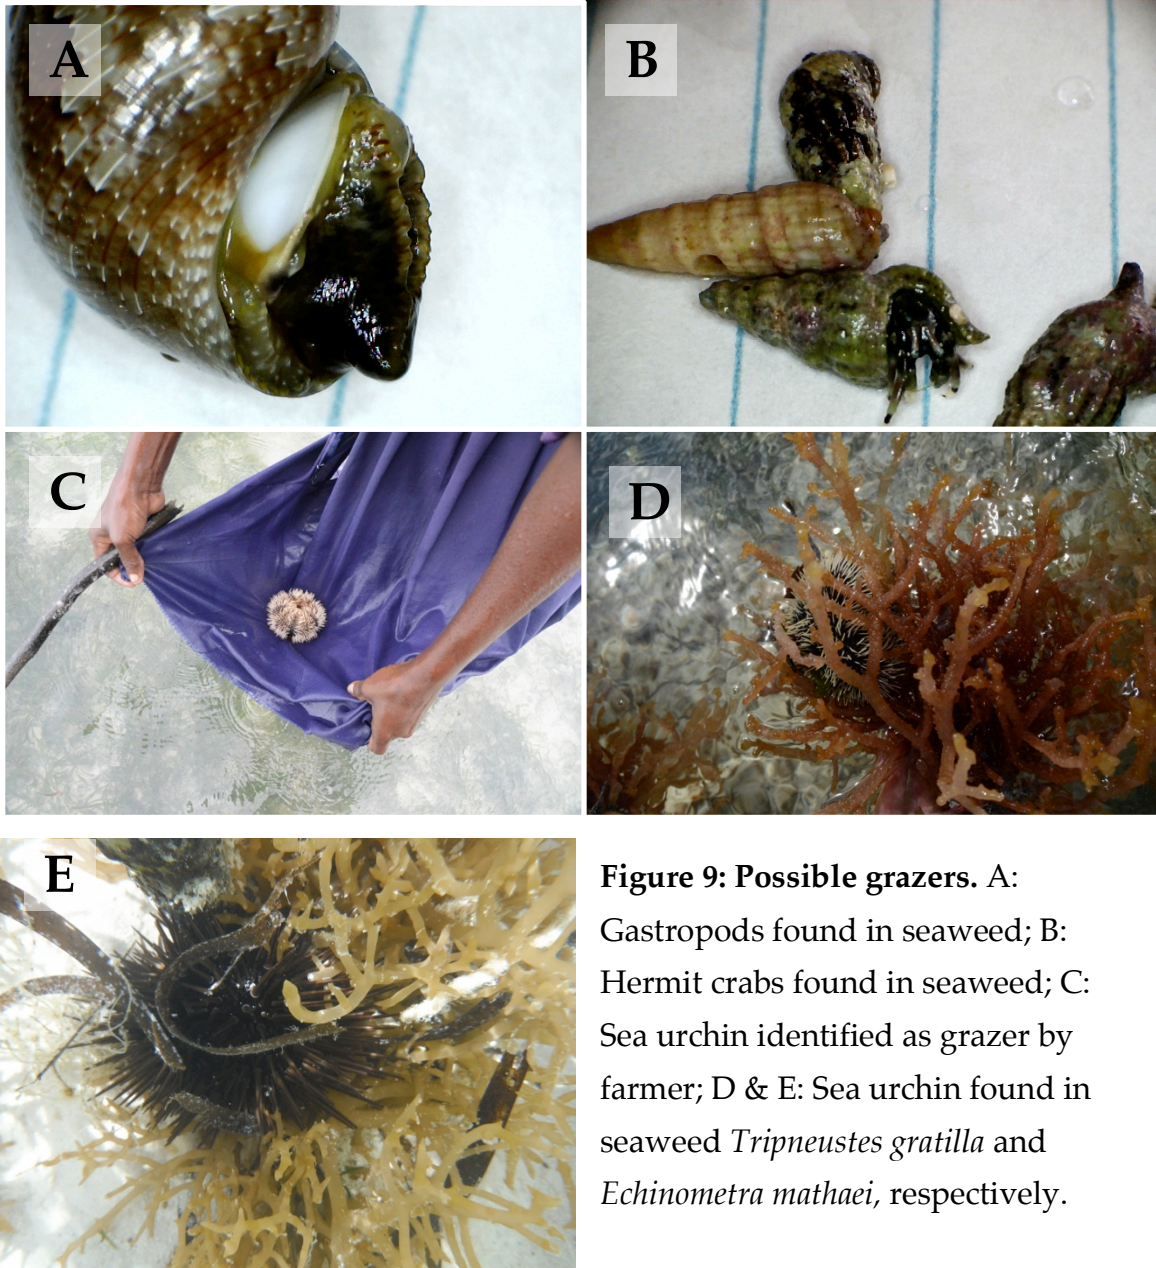 A
B
C
D
E
Figure 9: Possible grazers. A:
Gastropods found in seaweed; B:
Hermit crabs found in seaweed; C:
Sea urchin identified as grazer by
farmer; D & E: Sea urchin found in
seaweed Tripneustes gratilla and
Echinometra mathaei, respectively.